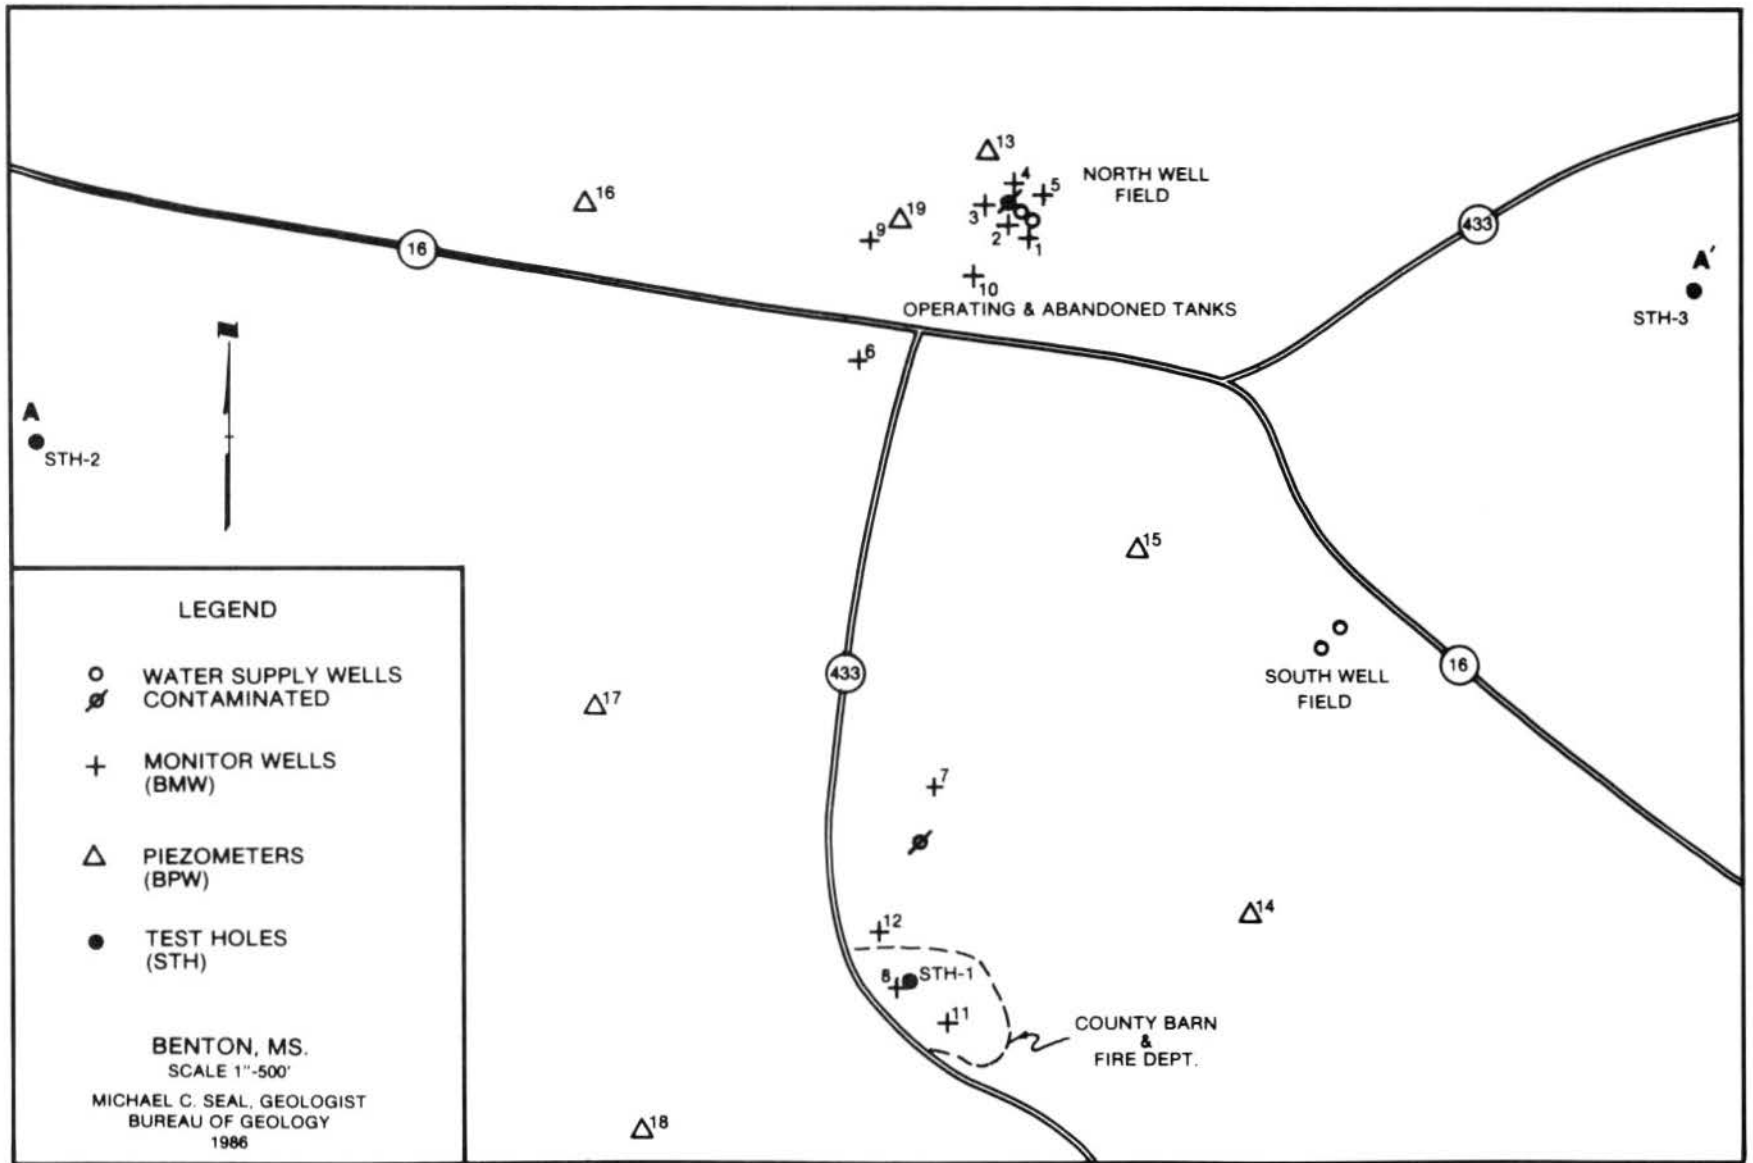 13
4
5
NORTH WELL
FIELD
16
19
3
9
2
1
433
16
10
A'
OPERATING & ABANDONED TANKS
STH-3
N
6
A
STH-2
15
LEGEND
WATER SUPPLY WELLS
CONTAMINATED
MONITOR WELLS
(BMW)
PIEZOMETERS
(BPW)
TEST HOLES
(STH)
BENTON, MS.
SCALE 1"-500'
MICHAEL C. SEAL, GEOLOGIST
BUREAU OF GEOLOGY
1986
433
16
SOUTH WELL
FIELD
17
7
14
12
8
STH-1
11
COUNTY BARN
&
FIRE DEPT.
18